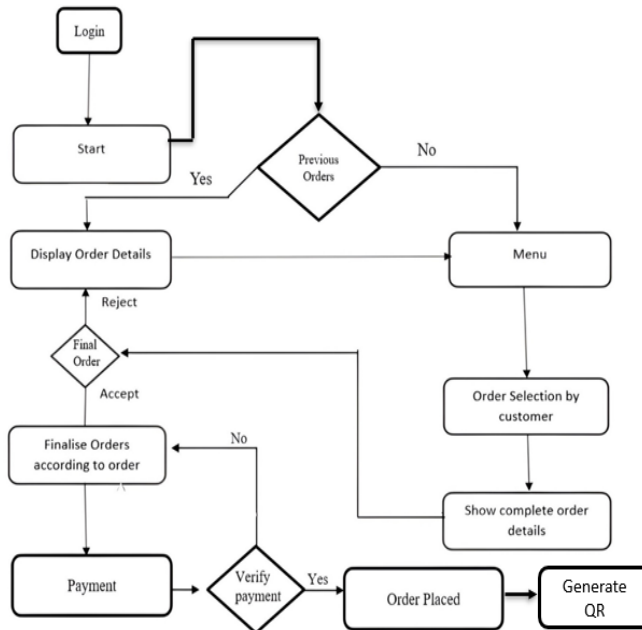 Login
Start
Previous
Orders
Yes
No
Display Order Details
Menu
Reject
Final
Order
Accept
Order Selection by
customer
Finalise Orders
according to order
No
Show complete order
details
Payment
Verify
payment
Yes
Order Placed
Generate
QR